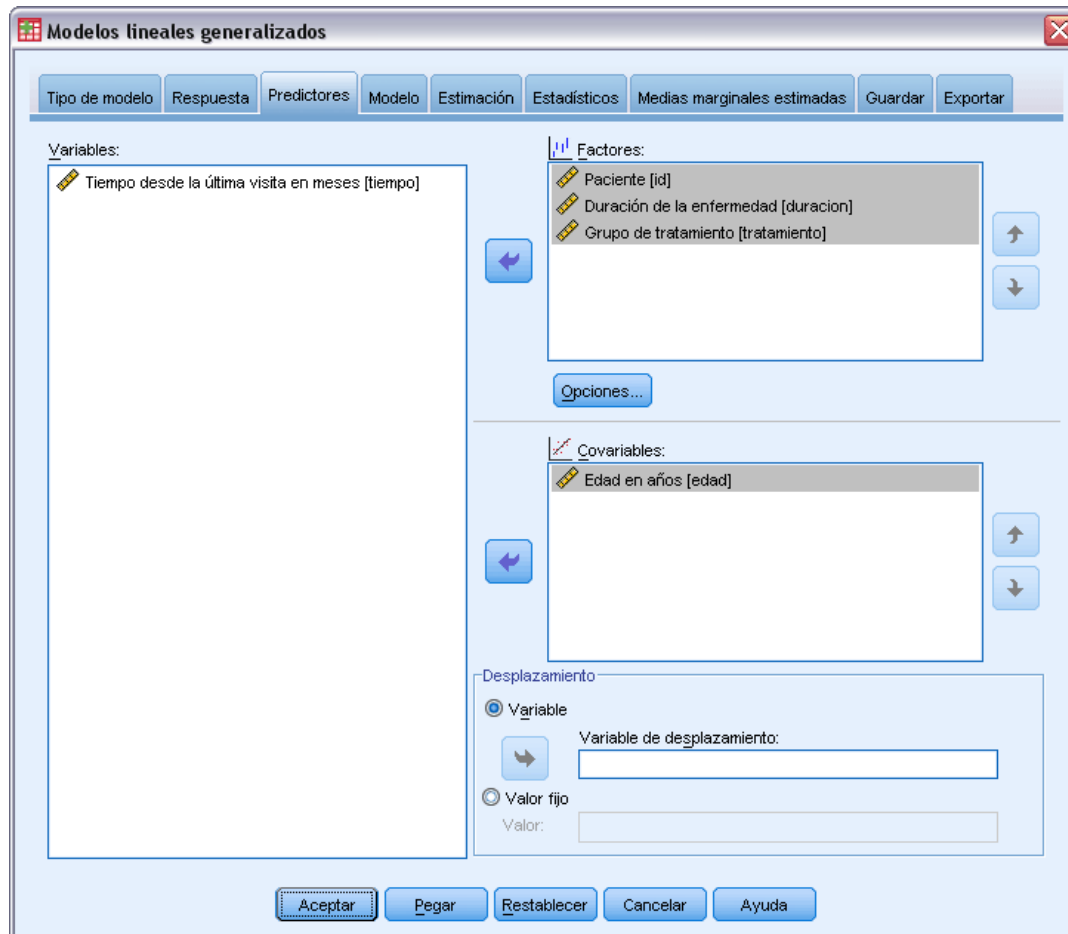 Modelos lineales generalizados
Tipo de modelo Respuesta Predictores Modelo Estimación Estadísticos Medias marginales estimadas Guardar Exportar
Variables:
Tiempo desde la última visita en meses [tiempo]
Factores:
Paciente [id]
Duración de la enfermedad [duracion]
Grupo de tratamiento [tratamiento]
Opciones...
Covariables:
Edad en años [edad]
Desplazamiento
Variable
Variable de desplazamiento:
Valor fijo
Valor:
Aceptar Pegar Restablecer Cancelar Ayuda